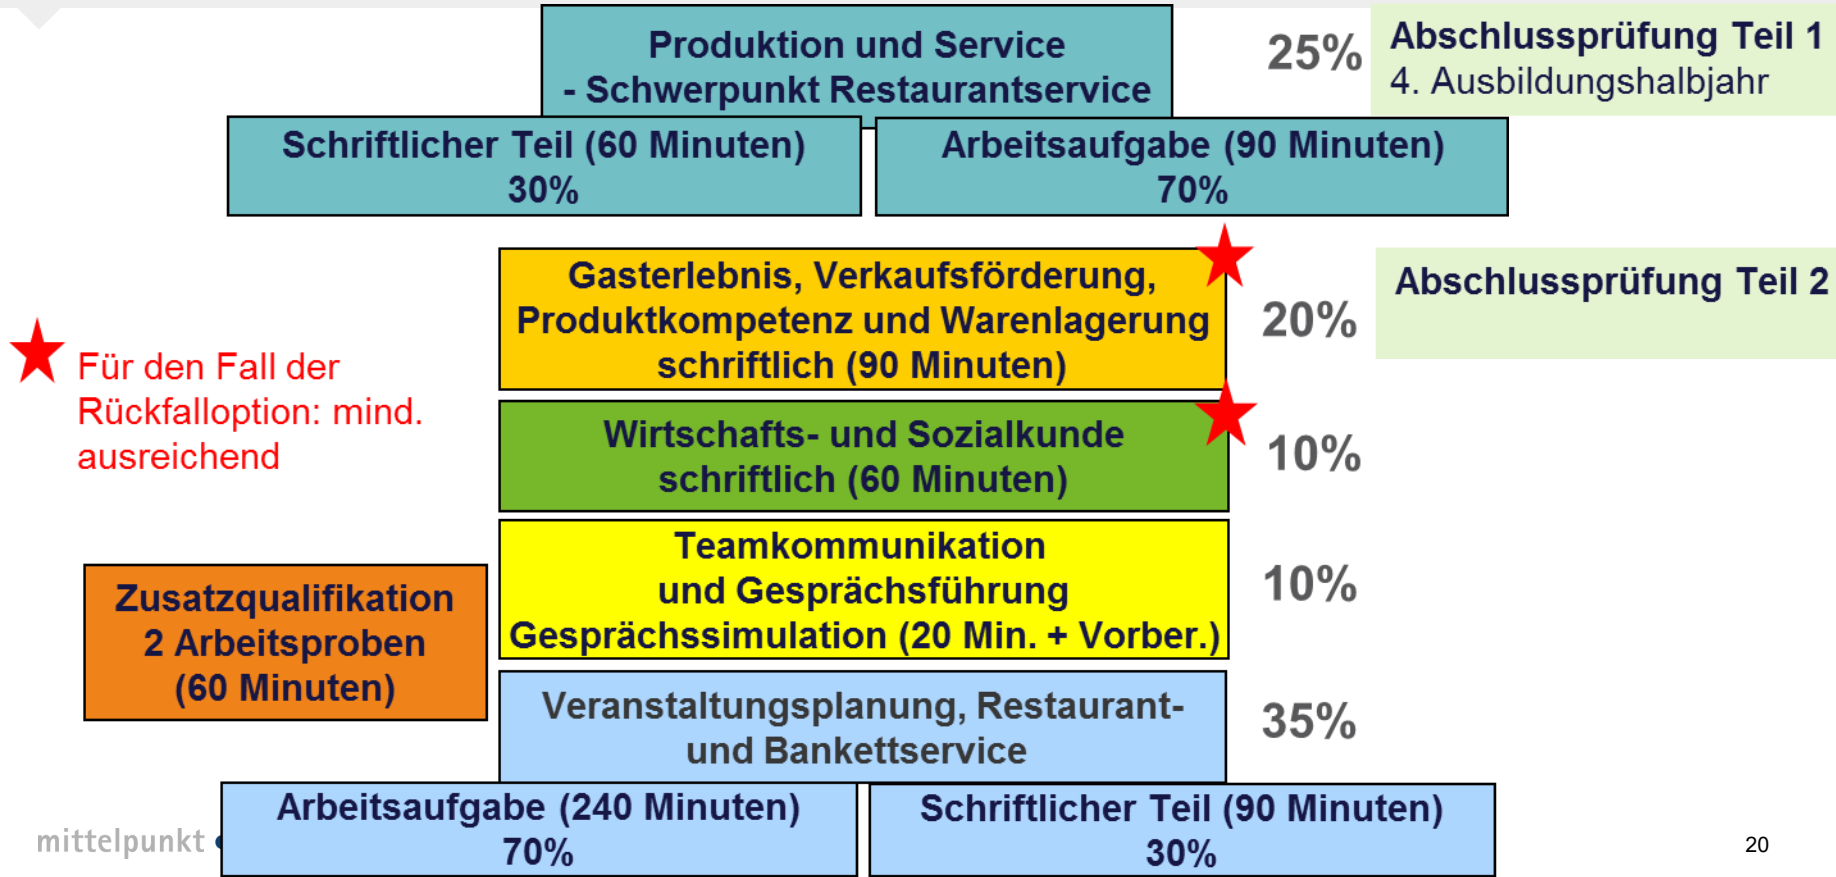 Produktion und Service
- Schwerpunkt Restaurantservice
25%
Abschlussprüfung Teil 1
4. Ausbildungshalbjahr
Schriftlicher Teil (60 Minuten)
30%
Arbeitsaufgabe (90 Minuten)
70%
Gasterlebnis, Verkaufsförderung,
Produktkompetenz und Warenlagerung
schriftlich (90 Minuten)
20%
Abschlussprüfung Teil 2
Für den Fall der
Rückfalloption: mind.
ausreichend
Wirtschafts- und Sozialkunde
schriftlich (60 Minuten)
10%
Teamkommunikation
und Gesprächsführung
Gesprächssimulation (20 Min. + Vorber.)
10%
Zusatzqualifikation
2 Arbeitsproben
(60 Minuten)
Veranstaltungsplanung, Restaurant-
und Bankettservice
35%
Arbeitsaufgabe (240 Minuten)
70%
Schriftlicher Teil (90 Minuten)
30%
mittelpunkt
20